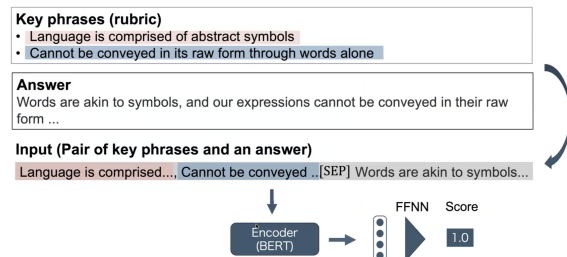 Key phrases (rubric)
• Language is comprised of abstract symbols
• Cannot be conveyed in its raw form through words alone
Answer
Words are akin to symbols, and our expressions cannot be conveyed in their raw
form ...
Input (Pair of key phrases and an answer)
Language is comprised..., Cannot be conveyed ..[SEP] Words are akin to symbols...
FFNN Score
Encoder
(BERT)
1.0